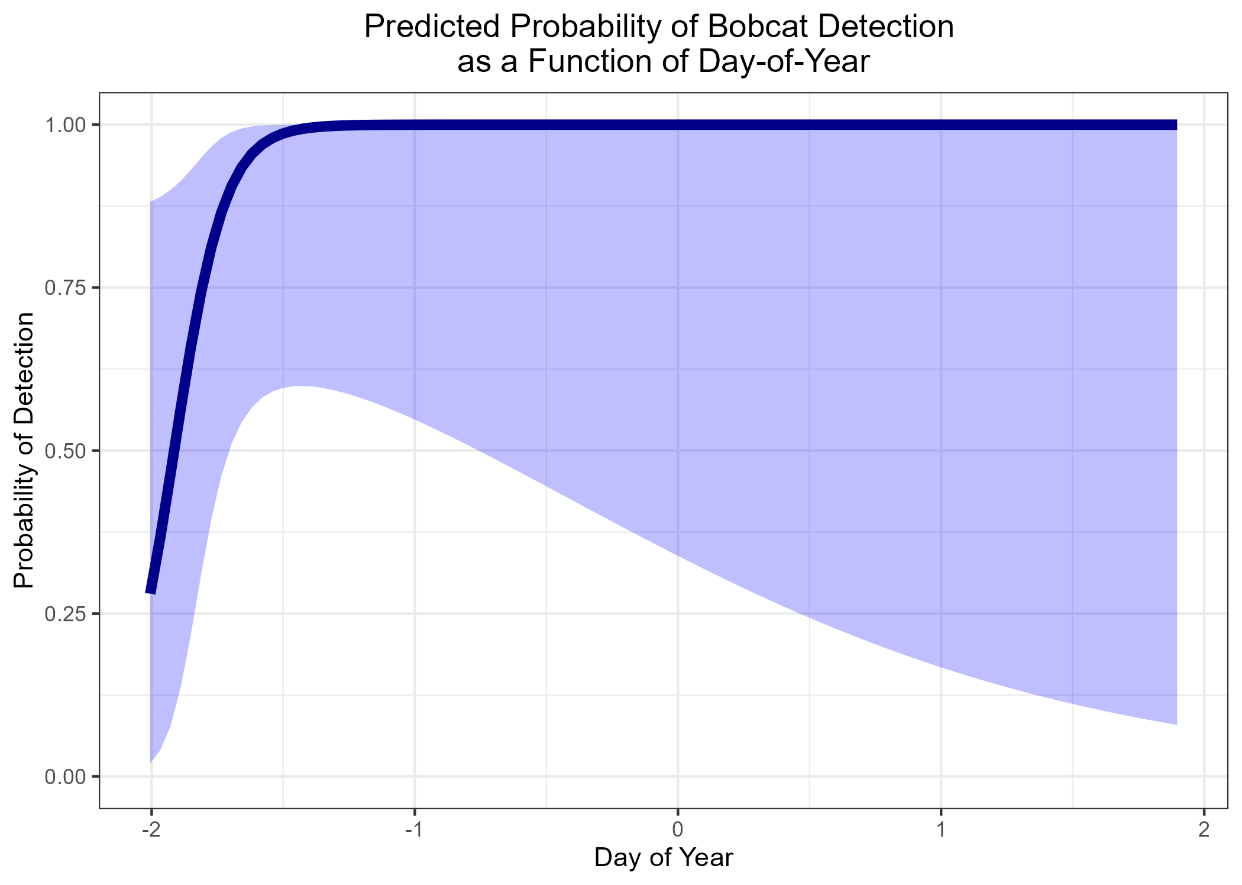 Predicted Probability of Bobcat Detection
as a Function of Day-of-Year
Probability of Detection
1.00
0.75
0.50
0.25
0.00
-2
-1
0
1
2
Day of Year